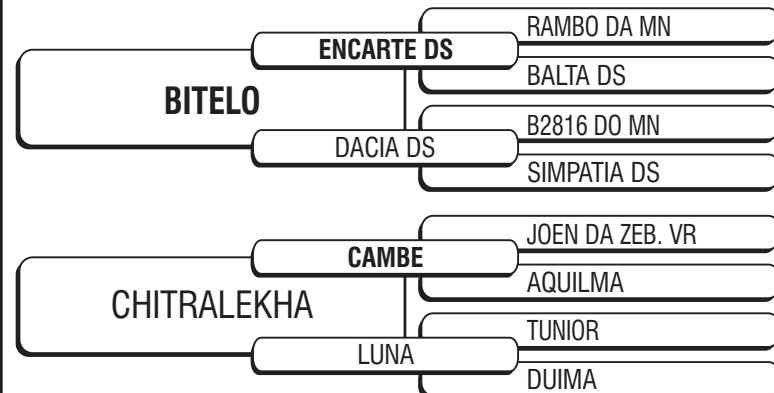 RAMBO DA MN
ENCARTE DS
BALTA DS
BITELO
B2816 DO MN
DACIA DS
SIMPATIA DS
JOEN DA ZEB. VR
CAMBE
AQUILMA
CHITRALEKHA
TUNIOR
LUNA
DUIMA